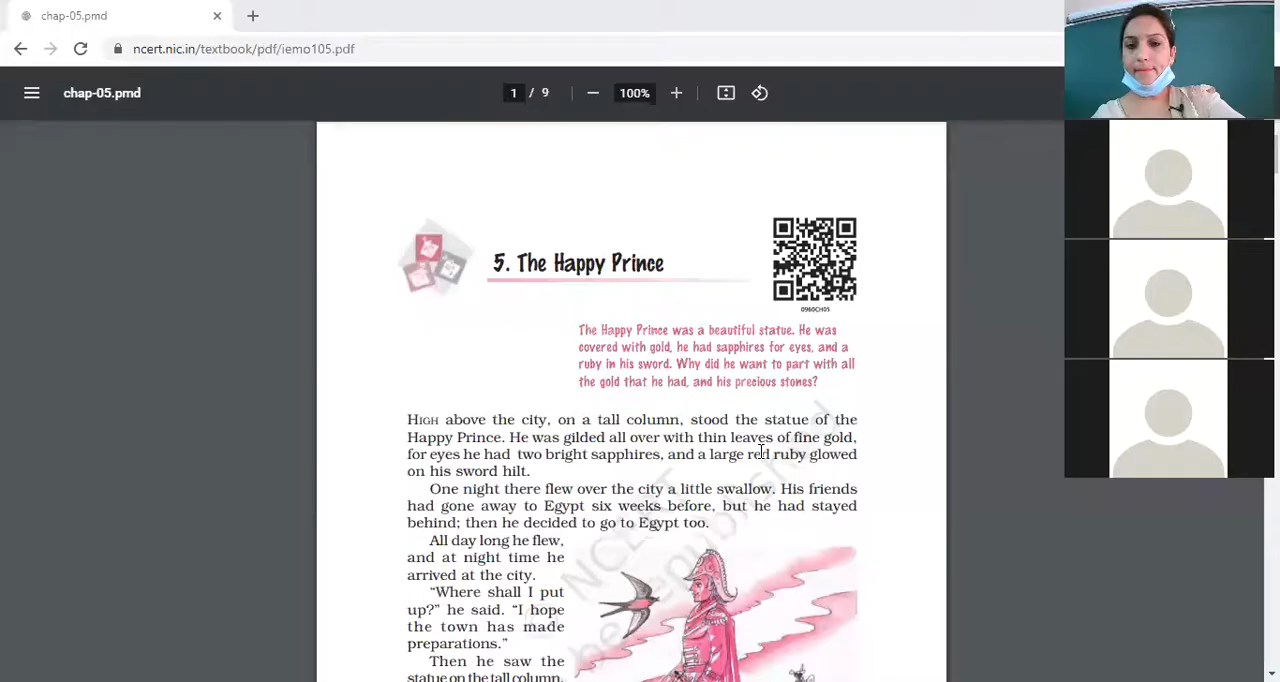 chap-05.pmd
ncert.nic.in/textbook/pdf/iemo105.pdf
chap-05.pmd
1 / 9
100%
5. The Happy Prince
0960CH05
The Happy Prince was a beautiful statue. He was
covered with gold, he had sapphires for eyes, and a
ruby in his sword. Why did he want to part with all
the gold that he had, and his precious stones?
HIGH above the city, on a tall column, stood the statue of the
Happy Prince. He was gilded all over with thin leaves of fine gold,
for eyes he had two bright sapphires, and a large red ruby glowed
on his sword hilt.
One night there flew over the city a little swallow. His friends
had gone away to Egypt six weeks before, but he had stayed
behind; then he decided to go to Egypt too.
All day long he flew,
and at night time he
arrived at the city.
“Where shall I put
up?” he said. “I hope
the town has made
preparations.”
Then he saw the
statue on the tall column.
© NCERT
be republished